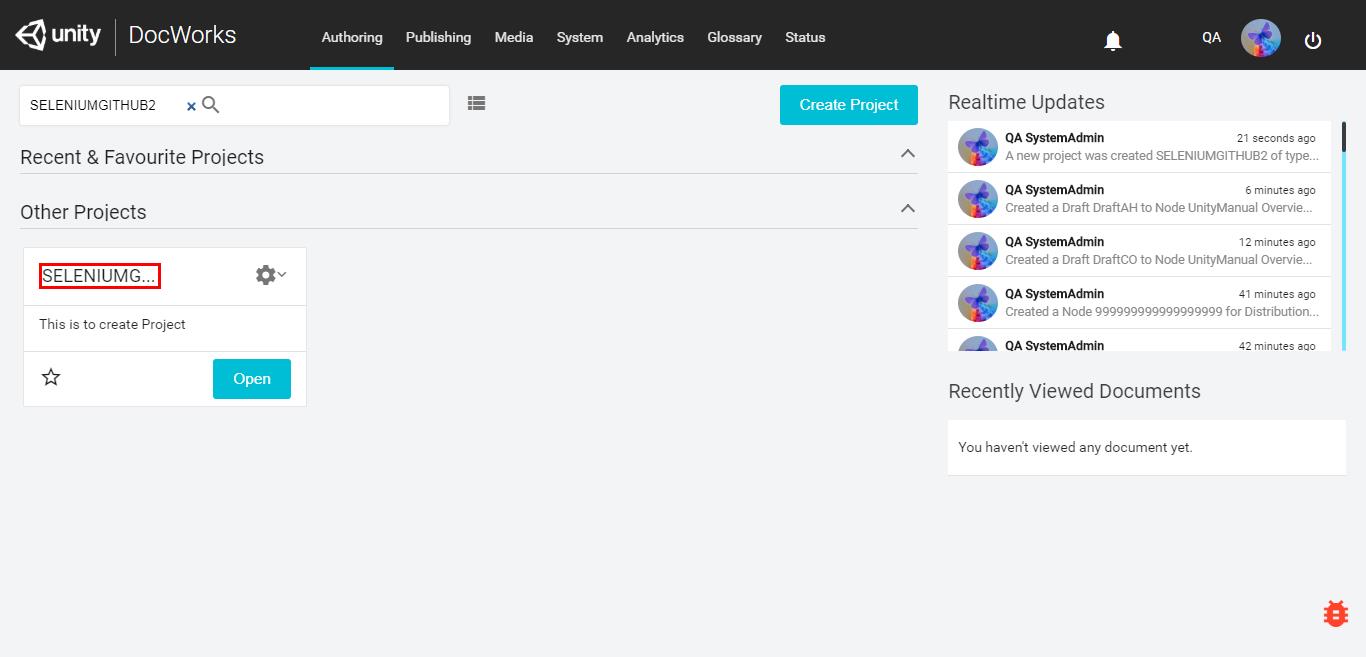 unity DocWorks
Authoring Publishing Media System Analytics Glossary Status
QA
SELENIUMGITHUB2
Create Project
Recent & Favourite Projects
Other Projects
SELENIUMG...
This is to create Project
Open
Realtime Updates
QA SystemAdmin 21 seconds ago
A new project was created SELENIUMGITHUB2 of type...
QA SystemAdmin 6 minutes ago
Created a Draft DraftAH to Node UnityManual Overvie...
QA SystemAdmin 12 minutes ago
Created a Draft DraftCO to Node UnityManual Overvie...
QA SystemAdmin 41 minutes ago
Created a Node 999999999999999999 for Distribution...
QA SystemAdmin 42 minutes ago
Recently Viewed Documents
You haven't viewed any document yet.